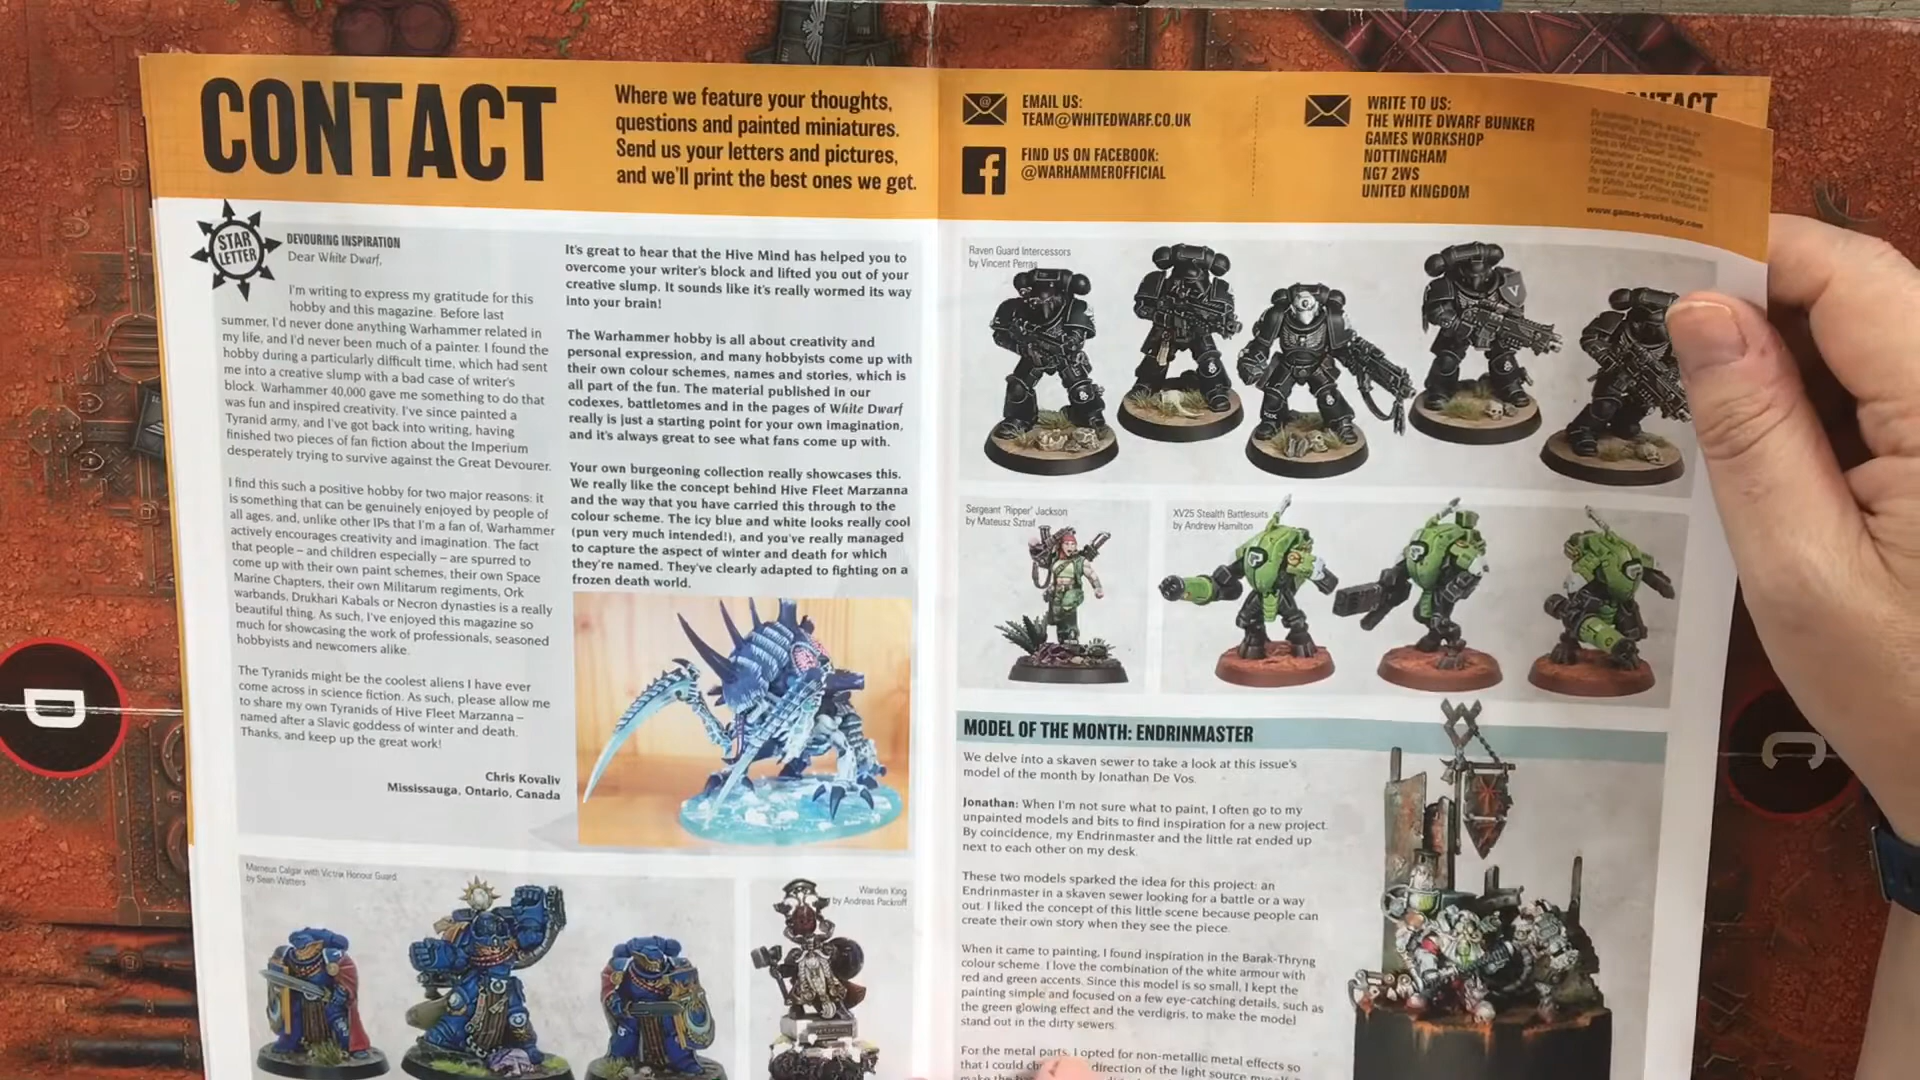 CONTACT
Where we feature your thoughts,
questions and painted miniatures.
Send us your letters and pictures,
and we'll print the best ones we get.
EMAIL US:
TEAM@WHITEDWARF.CO.UK
FIND US ON FACEBOOK:
@WARHAMMEROFFICIAL
WRITE TO US:
THE WHITE DWARF BUNKER
GAMES WORKSHOP
NOTTINGHAM
NG7 2WS
UNITED KINGDOM
www.games-workshop.com
STAR
LETTER
DEVOURING INSPIRATION
Dear White Dwarf,
I'm writing to express my gratitude for this
hobby and this magazine. Before last
summer, I'd never done anything Warhammer related in
my life, and I'd never been much of a painter. I found the
hobby during a particularly difficult time, which had sent
me into a creative slump with a bad case of writer's
block. Warhammer 40,000 gave me something to do that
was fun and inspired creativity. I've since painted a
Tyranid army, and I've got back into writing, having
finished two pieces of fan fiction about the Imperium
desperately trying to survive against the Great Devourer.
I find this such a positive hobby for two major reasons: it
is something that can be genuinely enjoyed by people of
all ages, and, unlike other IPs that I'm a fan of, Warhammer
actively encourages creativity and imagination. The fact
that people – and children especially – are spurred to
come up with their own paint schemes, their own Space
Marine Chapters, their own Militarum regiments, Ork
warbands, Drukhari Kabals or Necron dynasties is a really
beautiful thing. As such, I've enjoyed this magazine so
much for showcasing the work of professionals, seasoned
hobbyists and newcomers alike.
The Tyranids might be the coolest aliens I have ever
come across in science fiction. As such, please allow me
to share my own Tyranids of Hive Fleet Marzanna –
named after a Slavic goddess of winter and death.
Thanks, and keep up the great work!
Chris Kovaliv
Mississauga, Ontario, Canada
It's great to hear that the Hive Mind has helped you to
overcome your writer's block and lifted you out of your
creative slump. It sounds like it's really wormed its way
into your brain!
The Warhammer hobby is all about creativity and
personal expression, and many hobbyists come up with
their own colour schemes, names and stories, which is
all part of the fun. The material published in our
codexes, battletomes and in the pages of White Dwarf
really is just a starting point for your own imagination,
and it's always great to see what fans come up with.
Your own burgeoning collection really showcases this.
We really like the concept behind Hive Fleet Marzanna
and the way that you have carried this through to the
colour scheme. The icy blue and white looks really cool
(pun very much intended!), and you've really managed
to capture the aspect of winter and death for which
they're named. They've clearly adapted to fighting on a
frozen death world.
Marneus Calgar with Victrix Honour Guard
by Sean Watters
Warden King
by Andreas Packroff
Raven Guard Intercessors
by Vincent Perras
Sergeant 'Ripper' Jackson
by Mateusz Sztraf
XV25 Stealth Battlesuits
by Andrew Hamilton
MODEL OF THE MONTH: ENDRINMASTER
We delve into a skaven sewer to take a look at this issue's
model of the month by Jonathan De Vos.
Jonathan: When I'm not sure what to paint, I often go to my
unpainted models and bits to find inspiration for a new project.
By coincidence, my Endrinmaster and the little rat ended up
next to each other on my desk.
These two models sparked the idea for this project: an
Endrinmaster in a skaven sewer looking for a battle or a way
out. I liked the concept of this little scene because people can
create their own story when they see the piece.
When it came to painting, I found inspiration in the Barak-Thryng
colour scheme. I love the combination of the white armour with
red and green accents. Since this model is so small, I kept the
painting simple and focused on a few eye-catching details, such as
the green glowing effect and the verdigris, to make the model
stand out in the dirty sewers.
For the metal parts, I opted for non-metallic metal effects so
that I could direction of the light source
D
C